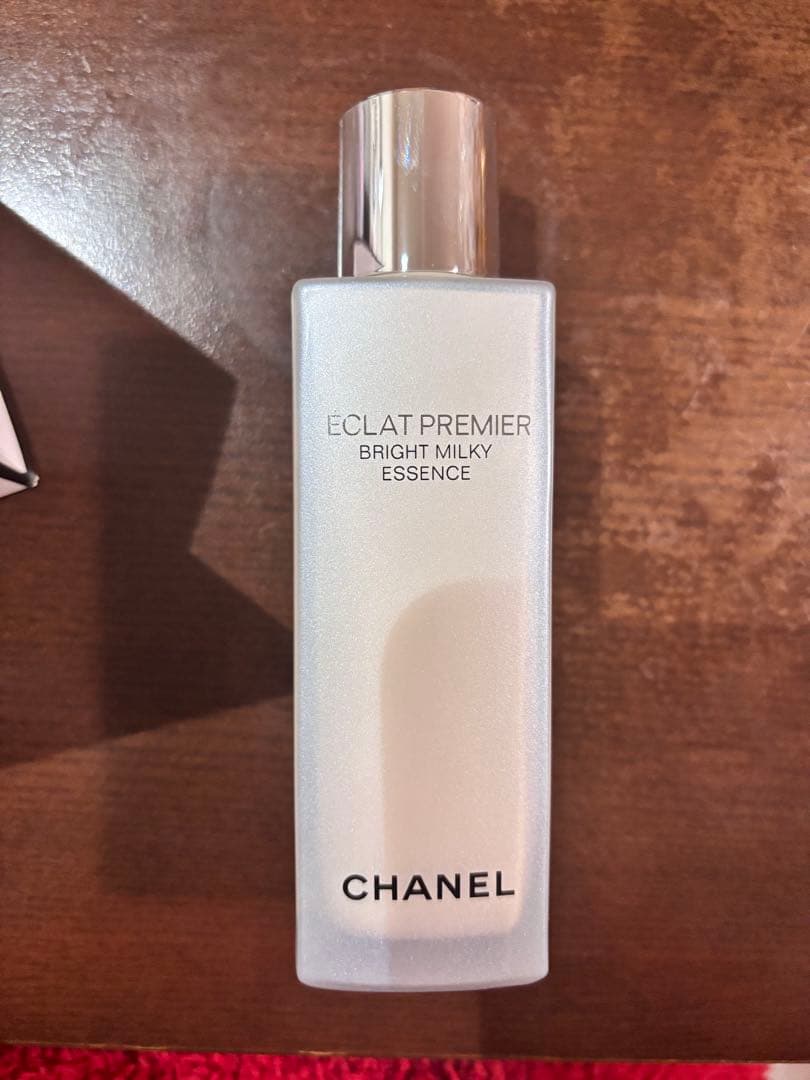 ECLAT PREMIER
BRIGHT MILKY
ESSENCE
CHANEL